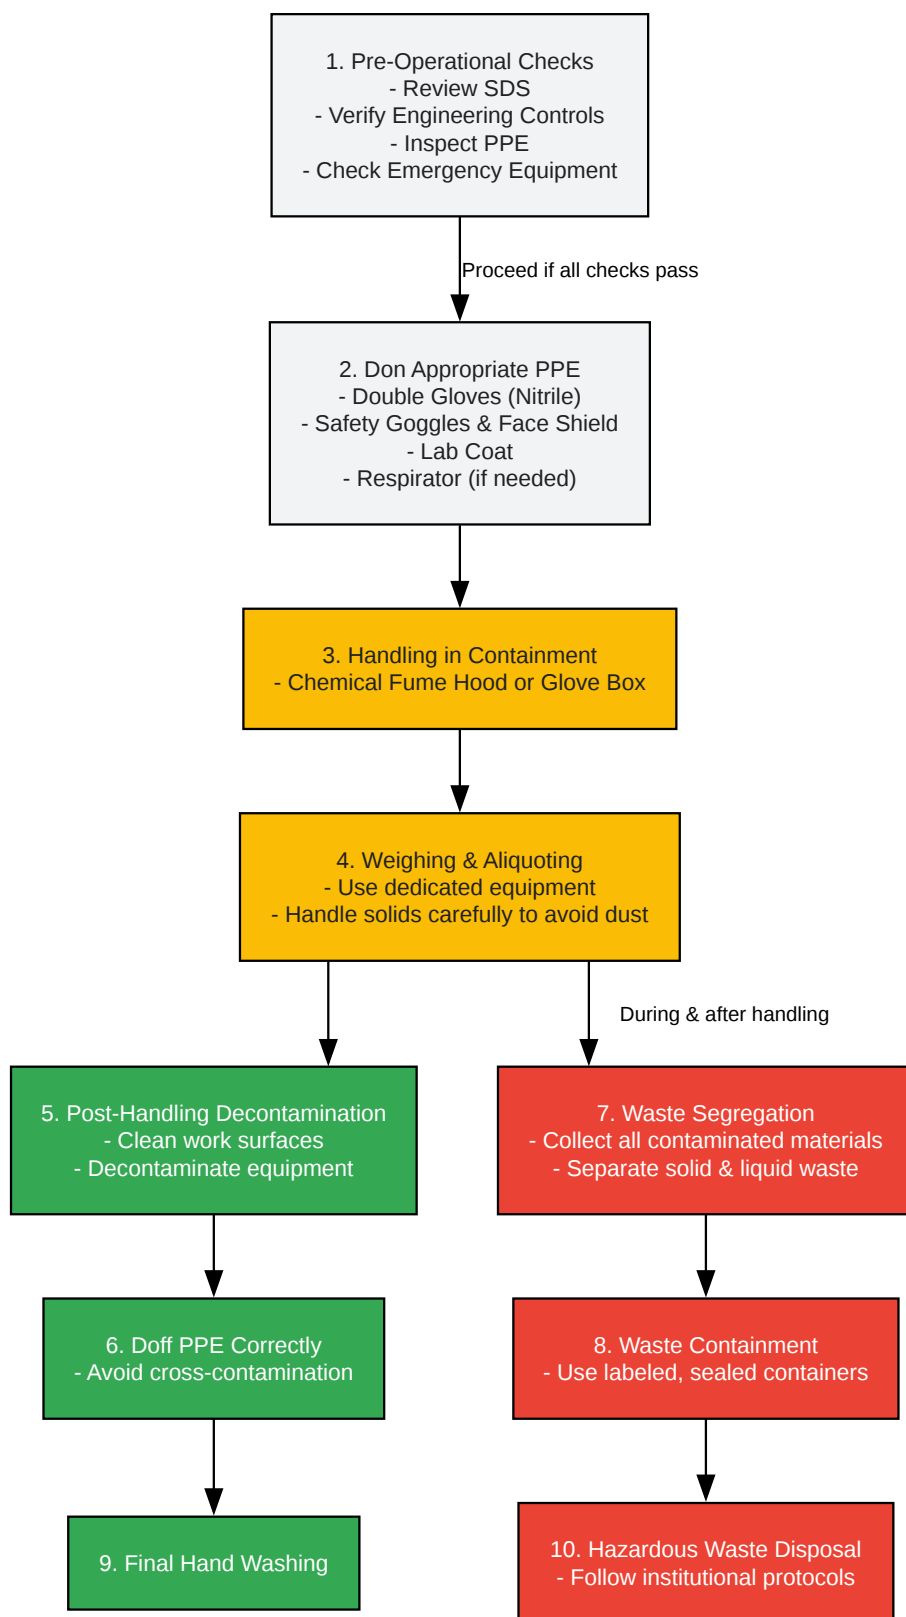 1. Pre-Operational Checks
- Review SDS
- Verify Engineering Controls
- Inspect PPE
- Check Emergency Equipment
Proceed if all checks pass
2. Don Appropriate PPE
- Double Gloves (Nitrile)
- Safety Goggles & Face Shield
- Lab Coat
- Respirator (if needed)
3. Handling in Containment
- Chemical Fume Hood or Glove Box
4. Weighing & Aliquoting
- Use dedicated equipment
- Handle solids carefully to avoid dust
During & after handling
5. Post-Handling Decontamination
- Clean work surfaces
- Decontaminate equipment
7. Waste Segregation
- Collect all contaminated materials
- Separate solid & liquid waste
6. Doff PPE Correctly
- Avoid cross-contamination
8. Waste Containment
- Use labeled, sealed containers
9. Final Hand Washing
10. Hazardous Waste Disposal
- Follow institutional protocols